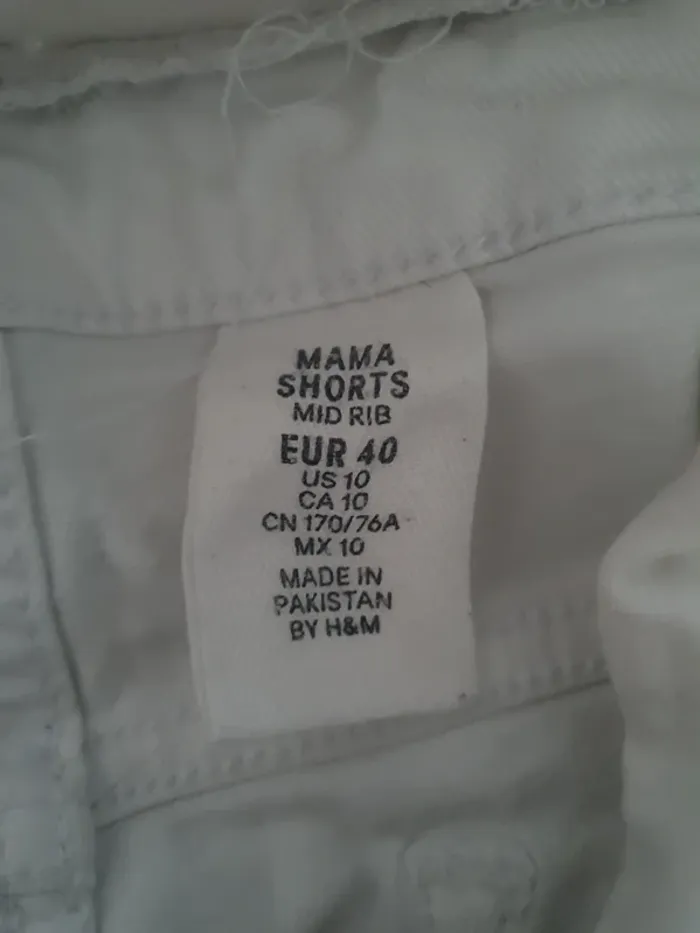 MAMA
SHORTS
MID RIB
EUR 40
US 10
CA 10
CN 170/76A
MX 10
MADE IN
PAKISTAN
BY H&M